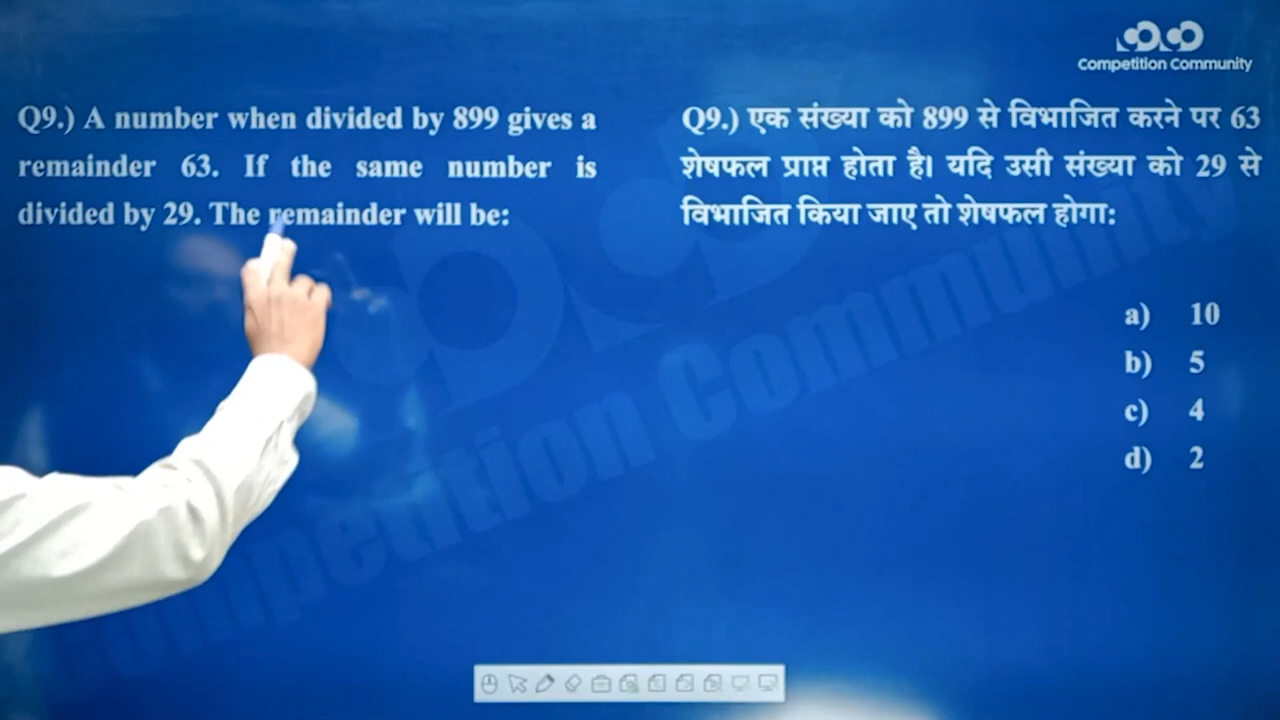 Competition Community
Q9.) A number when divided by 899 gives a
remainder 63. If the same number is
divided by 29. The remainder will be:
Q9.) एक संख्या को 899 से विभाजित करने पर 63
शेषफल प्राप्त होता है। यदि उसी संख्या को 29 से
विभाजित किया जाए तो शेषफल होगा:
a) 10
b) 5
c) 4
d) 2
Competition Community